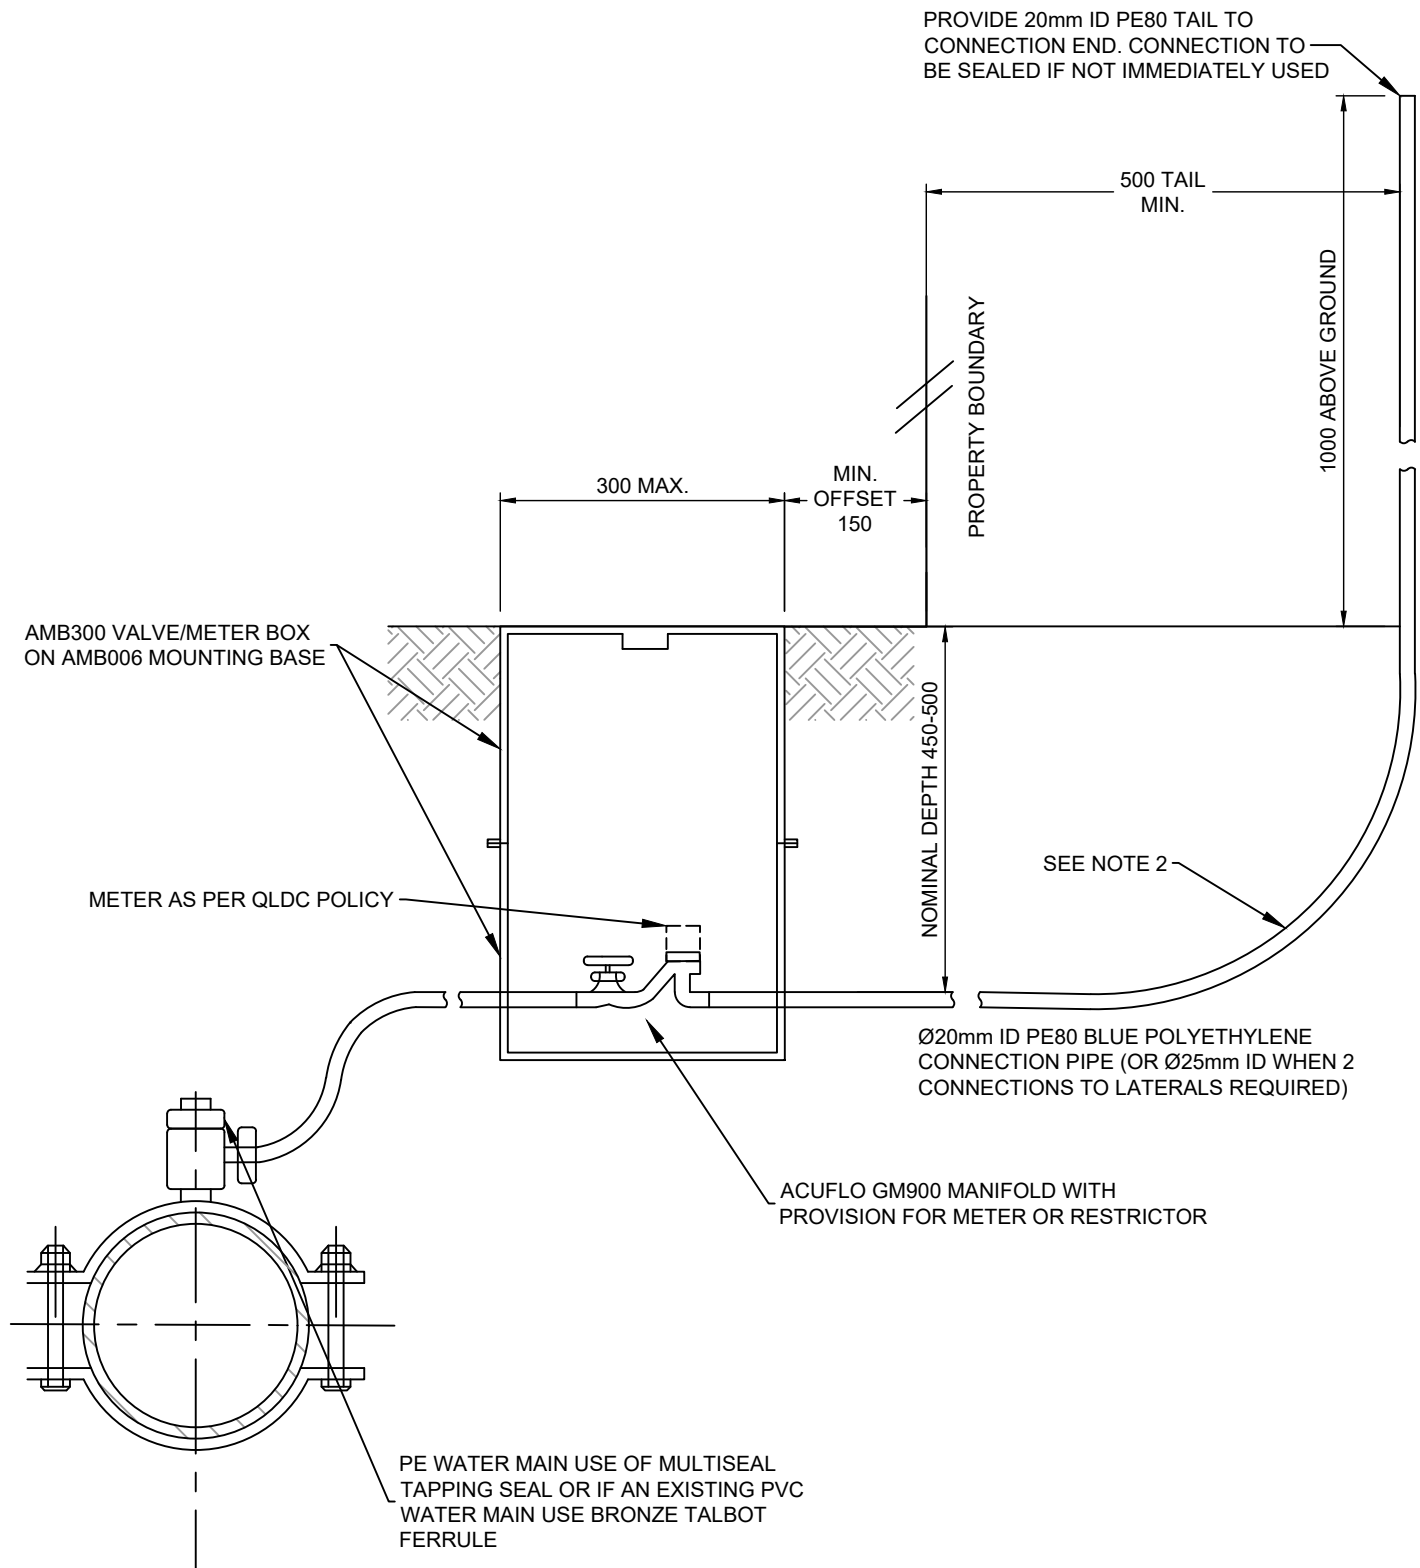 PROVIDE 20mm ID PE80 TAIL TO
CONNECTION END. CONNECTION TO
BE SEALED IF NOT IMMEDIATELY USED
500 TAIL
MIN.
1000 ABOVE GROUND
PROPERTY BOUNDARY
300 MAX.
MIN.
OFFSET
150
AMB300 VALVE/METER BOX
ON AMB006 MOUNTING BASE
NOMINAL DEPTH 450-500
SEE NOTE 2
METER AS PER QLDC POLICY
Ø20mm ID PE80 BLUE POLYETHYLENE
CONNECTION PIPE (OR Ø25mm ID WHEN 2
CONNECTIONS TO LATERALS REQUIRED)
ACUFLO GM900 MANIFOLD WITH
PROVISION FOR METER OR RESTRICTOR
PE WATER MAIN USE OF MULTISEAL
TAPPING SEAL OR IF AN EXISTING PVC
WATER MAIN USE BRONZE TALBOT
FERRULE